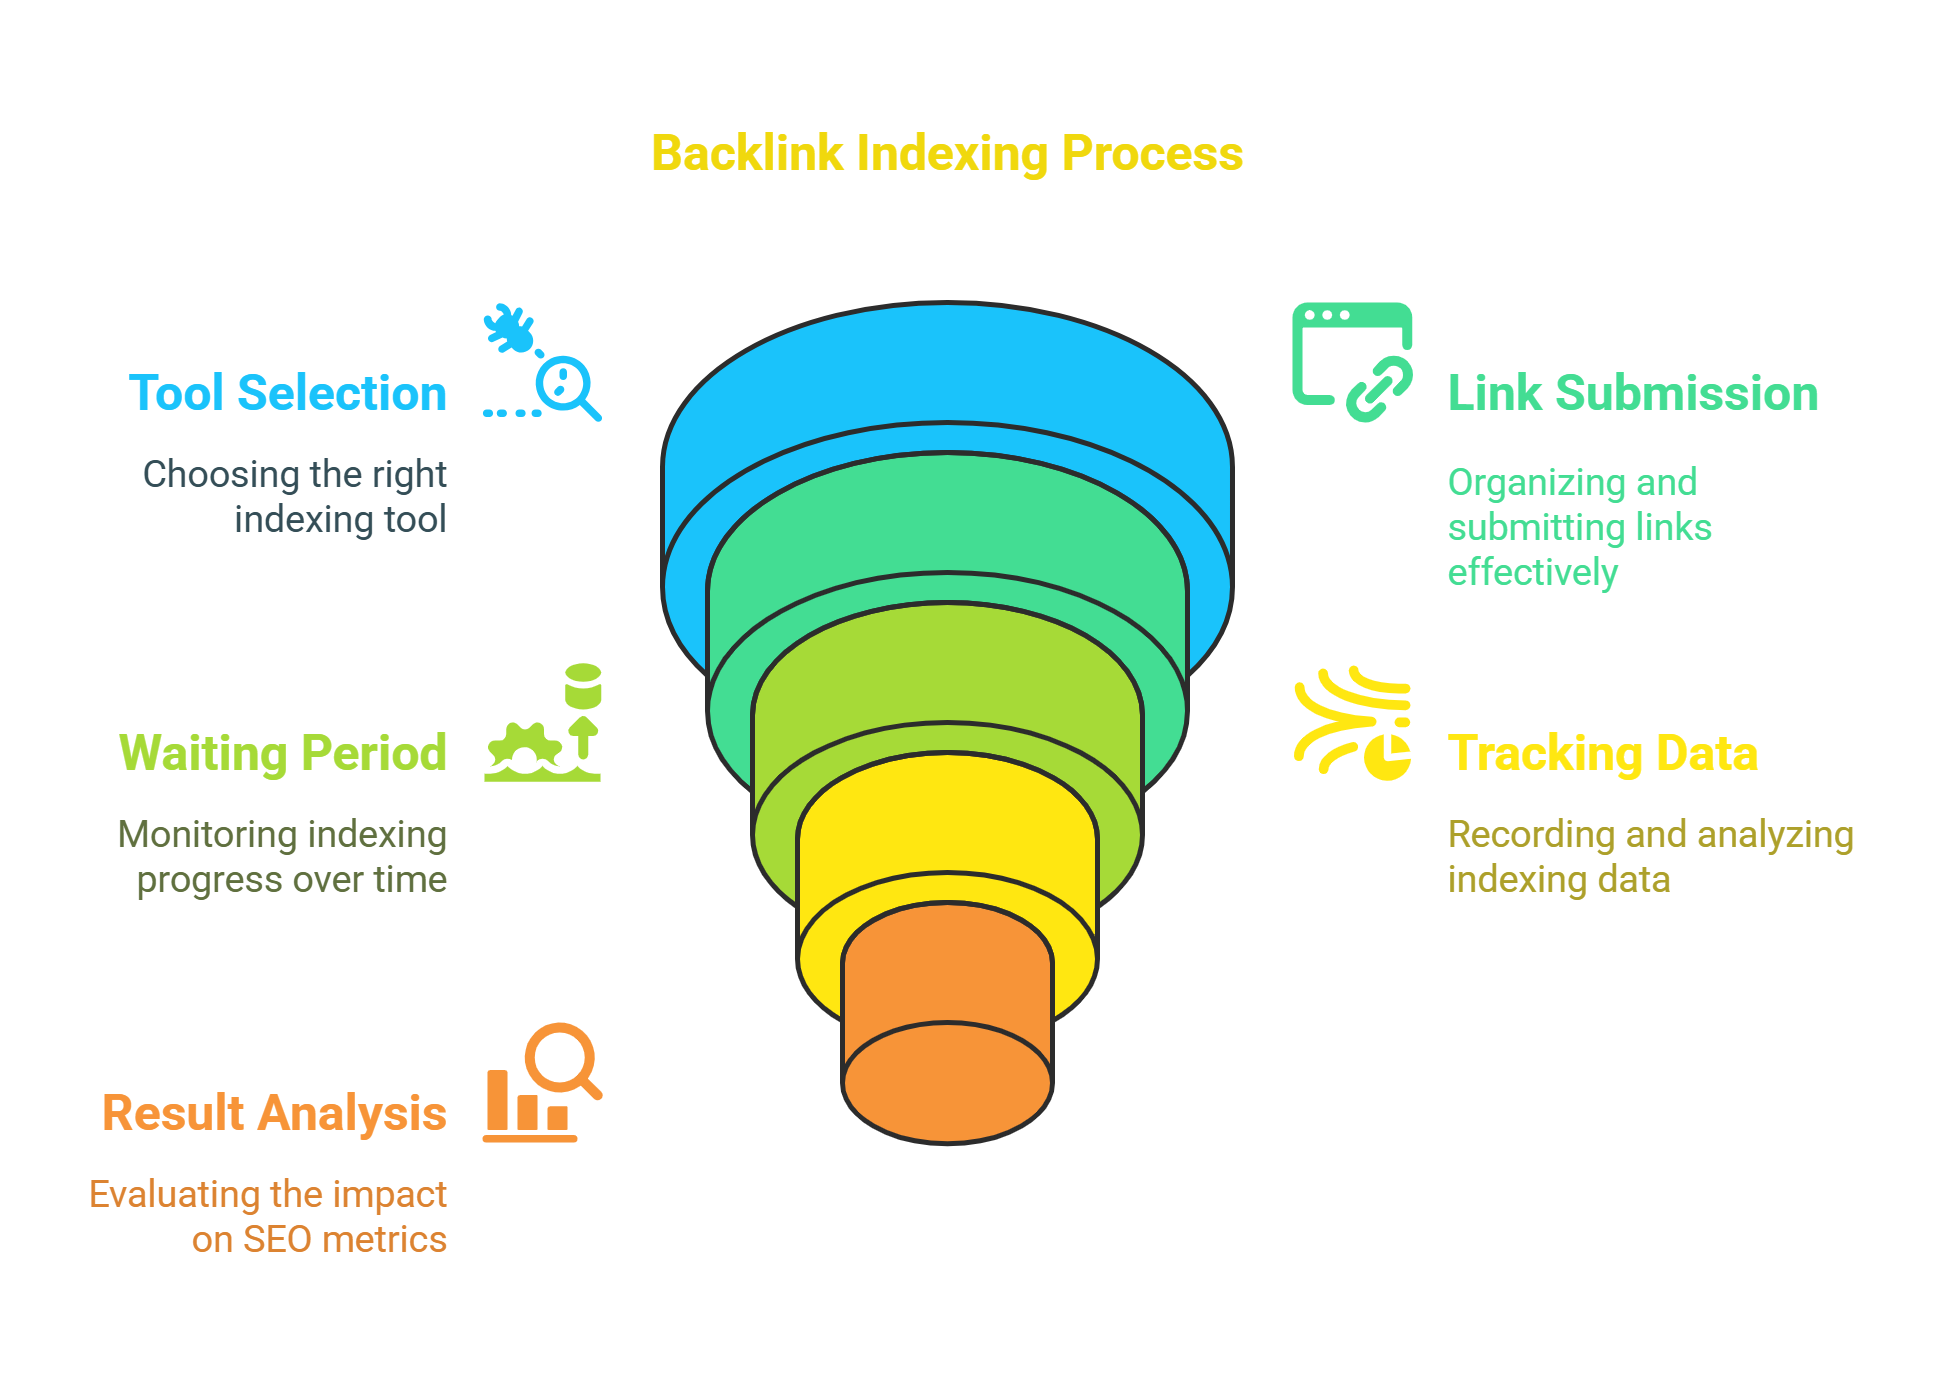 Backlink Indexing Process
Tool Selection
Choosing the right
indexing tool
Link Submission
Organizing and
submitting links
effectively
Waiting Period
Monitoring indexing
progress over time
Tracking Data
Recording and analyzing
indexing data
Result Analysis
Evaluating the impact
on SEO metrics